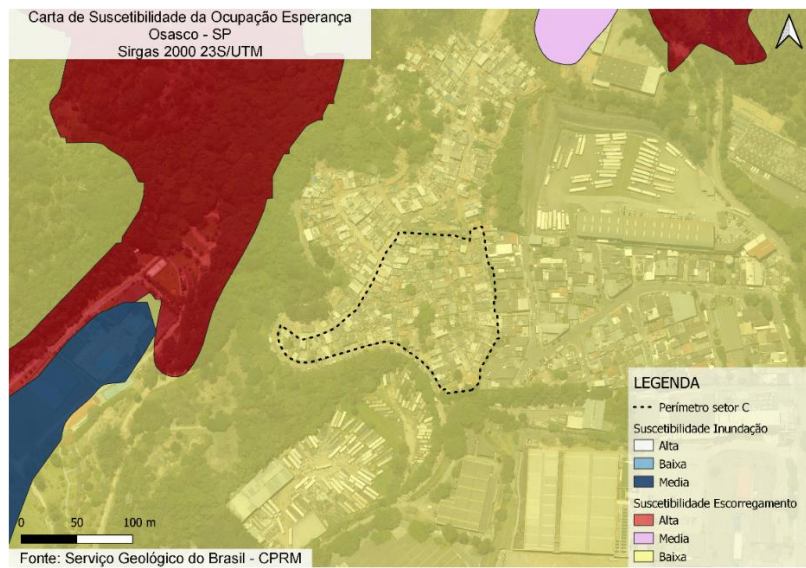 Carta de Suscetibilidade da Ocupação Esperança
Osasco - SP
Sirgas 2000 23S/UTM
LEGENDA
Perímetro setor C
Suscetibilidade Inundação
Alta
Baixa
Media
Suscetibilidade Escorregamento
Alta
Media
Baixa
0 50 100 m
Fonte: Serviço Geológico do Brasil - CPRM